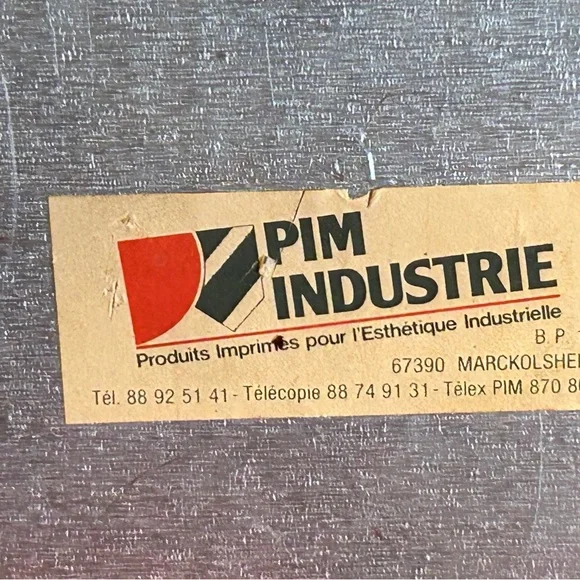 PIM
INDUSTRIE
Produits Imprimés pour l'Esthétique Industrielle
B.P.
67390 MARCKOLSHE
Tél. 88 92 51 41 - Télécopie 88 74 91 31 - Télex PIM 870 8